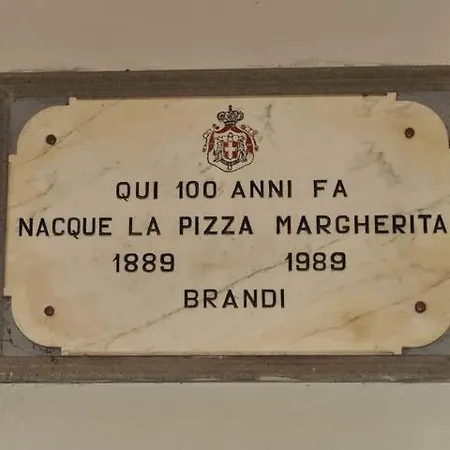 QUI 100 ANNI FA
NACQUE LA PIZZA MARGHERITA
1889 1989
BRANDI